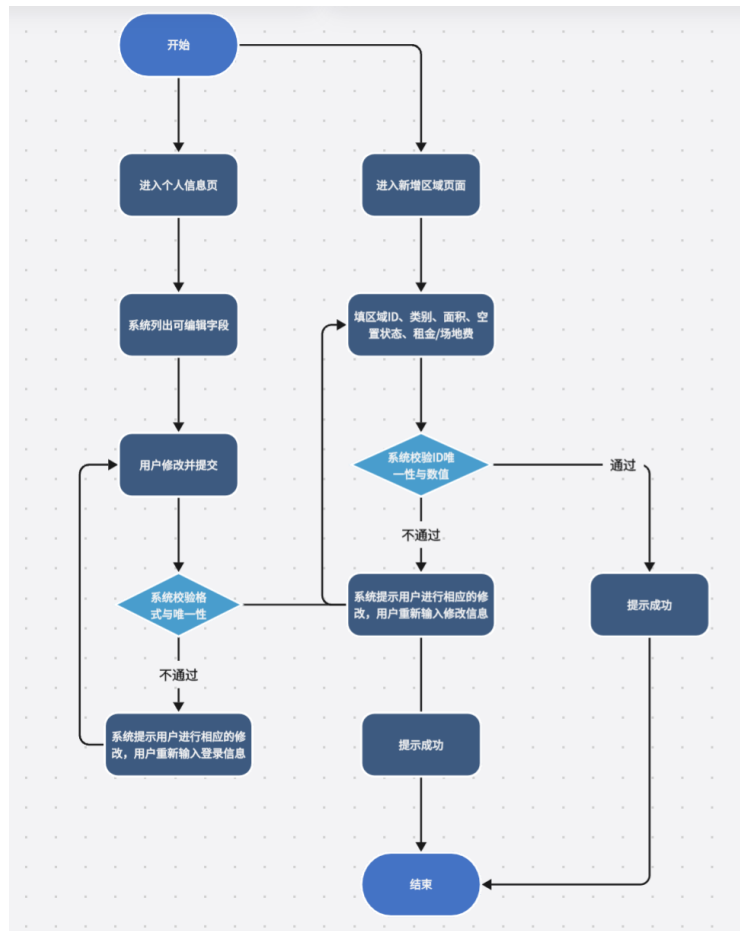 开始
进入个人信息页
进入新增区域页面
系统列出可编辑字段
填区域ID、类别、面积、空
置状态、租金/场地费
用户修改并提交
系统校验ID唯
一性与数值
通过
不通过
系统校验格
式与唯一性
系统提示用户进行相应的修
改，用户重新输入修改信息
提示成功
不通过
系统提示用户进行相应的修
改，用户重新输入登录信息
提示成功
结束